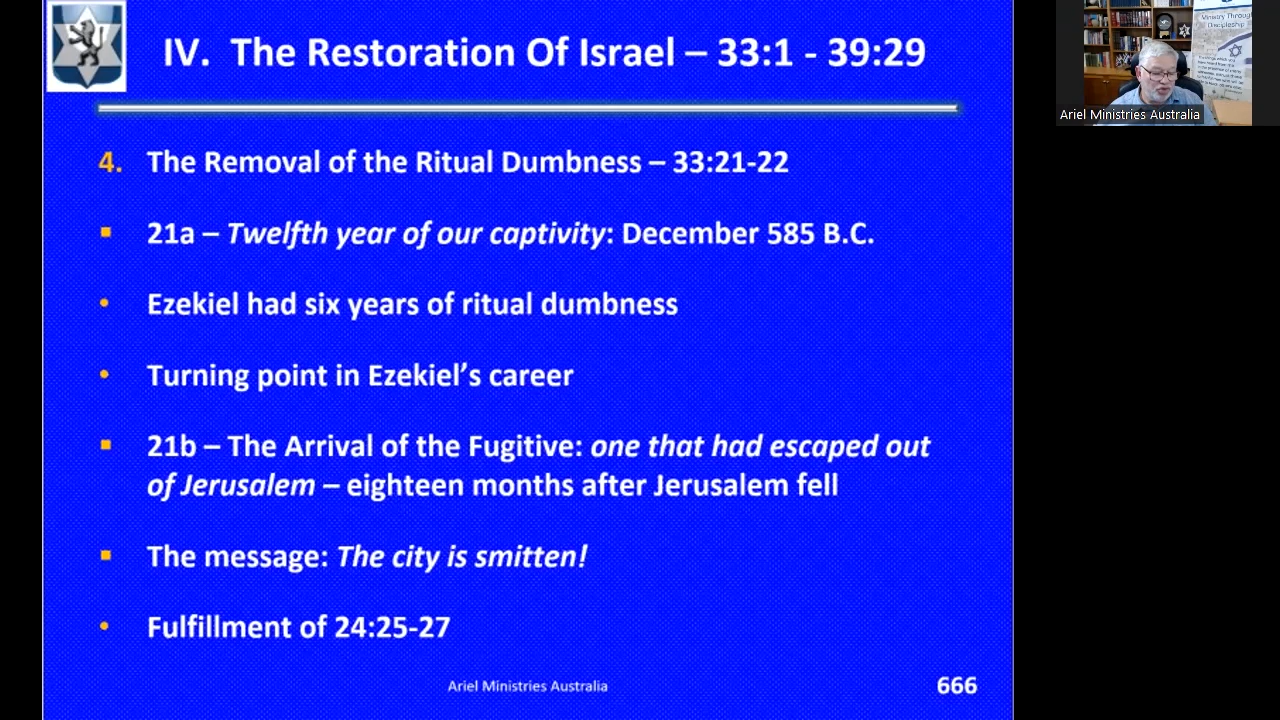 IV. The Restoration Of Israel – 33:1 - 39:29
4. The Removal of the Ritual Dumbness – 33:21-22
▪ 21a – Twelfth year of our captivity: December 585 B.C.
• Ezekiel had six years of ritual dumbness
• Turning point in Ezekiel’s career
▪ 21b – The Arrival of the Fugitive: one that had escaped out
of Jerusalem – eighteen months after Jerusalem fell
▪ The message: The city is smitten!
• Fulfillment of 24:25-27
Ariel Ministries Australia
666
Ministry Through
Discipleship
Ariel Ministries Australia